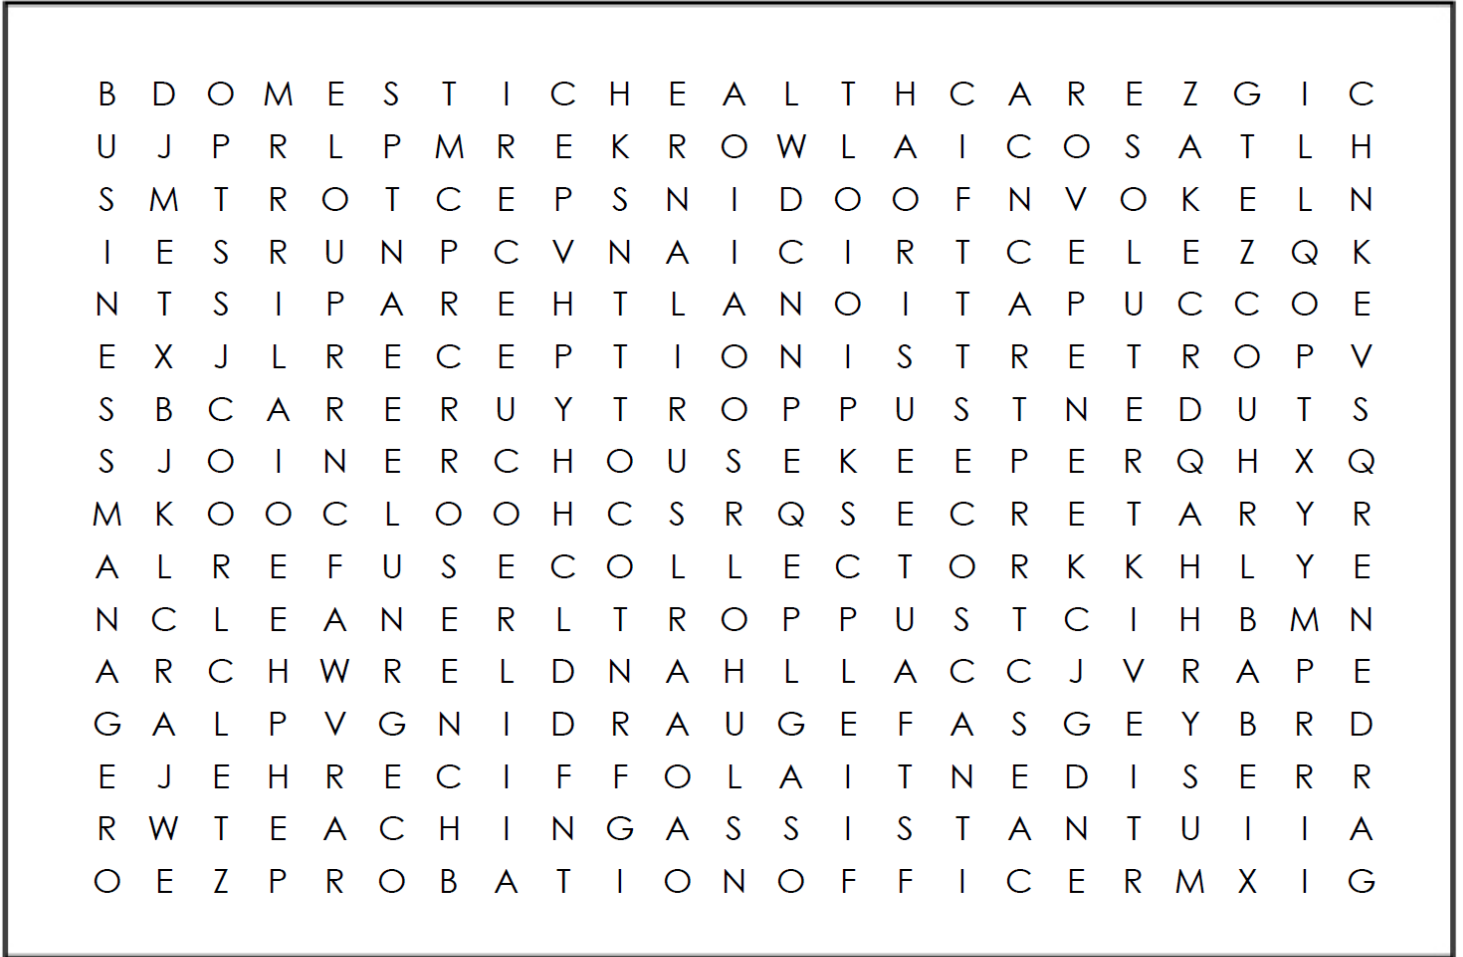 B D O M E S T I C H E A L T H C A R E Z G I C
U J P R L P M R E K R O W L A I C O S A T L H
S M T R O T C E P S N I D O O F N V O K E L N
I E S R U N P C V N A I C I R T C E L E Z Q K
N T S I P A R E H T L A N O I T A P U C C O E
E X J L R E C E P T I O N I S T R E T R O P V
S B C A R E R U Y T R O P P U S T N E D U T S
S J O I N E R C H O U S E K E E P E R Q H X Q
M K O O C L O O H C S R Q S E C R E T A R Y R
A L R E F U S E C O L L E C T O R K K H L Y E
N C L E A N E R L T R O P P U S T C I H B M N
A R C H W R E L D N A H L L A C C J V R A P E
G A L P V G N I D R A U G E F A S G E Y B R D
E J E H R E C I F F O L A I T N E D I S E R R
R W T E A C H I N G A S S I S T A N T U I I A
O E Z P R O B A T I O N O F F I C E R M X I G